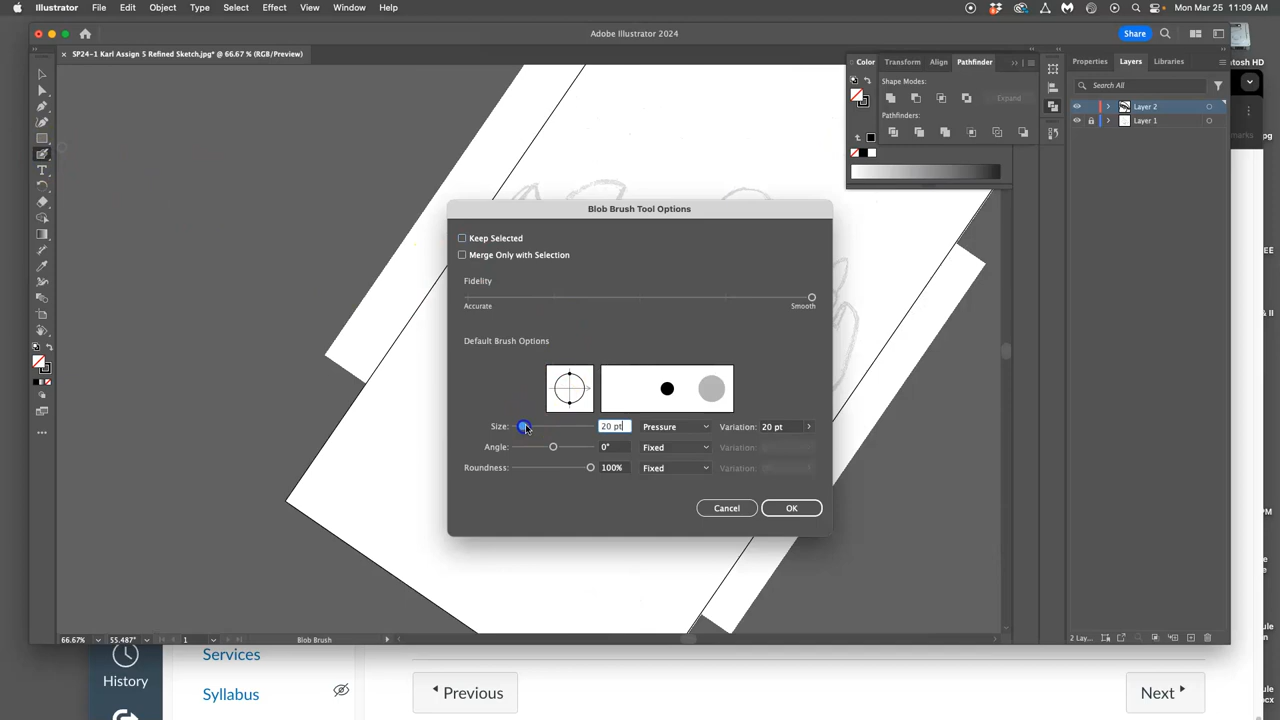 Illustrator File Edit Object Type Select Effect View Window Help Mon Mar 25 11:09 AM
Adobe Illustrator 2024 Share
× SP24-1 Karl Assign 5 Refined Sketch.jpg* @ 66.67 % (RGB/Preview)
Color Transform Align Pathfinder Properties Layers Libraries
Shape Modes: Search All
Expand Layer 2
Pathfinders: Layer 1
Blob Brush Tool Options
Keep Selected
Merge Only with Selection
Fidelity
Accurate Smooth
Default Brush Options
Size: 20 pt Pressure Variation: 20 pt
Angle: 0° Fixed Variation:
Roundness: 100% Fixed Variation:
Cancel OK
66.67% 55.487° 1 Blob Brush 2 Lay...
Services
History
Syllabus
Previous Next